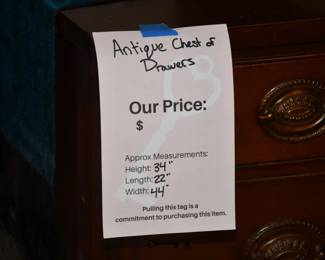 Antique Chest of
Drawers
Our Price:
$
Approx Measurements:
Height: 34"
Length: 22"
Width: 44"
Pulling this tag is a
commitment to purchasing this item.